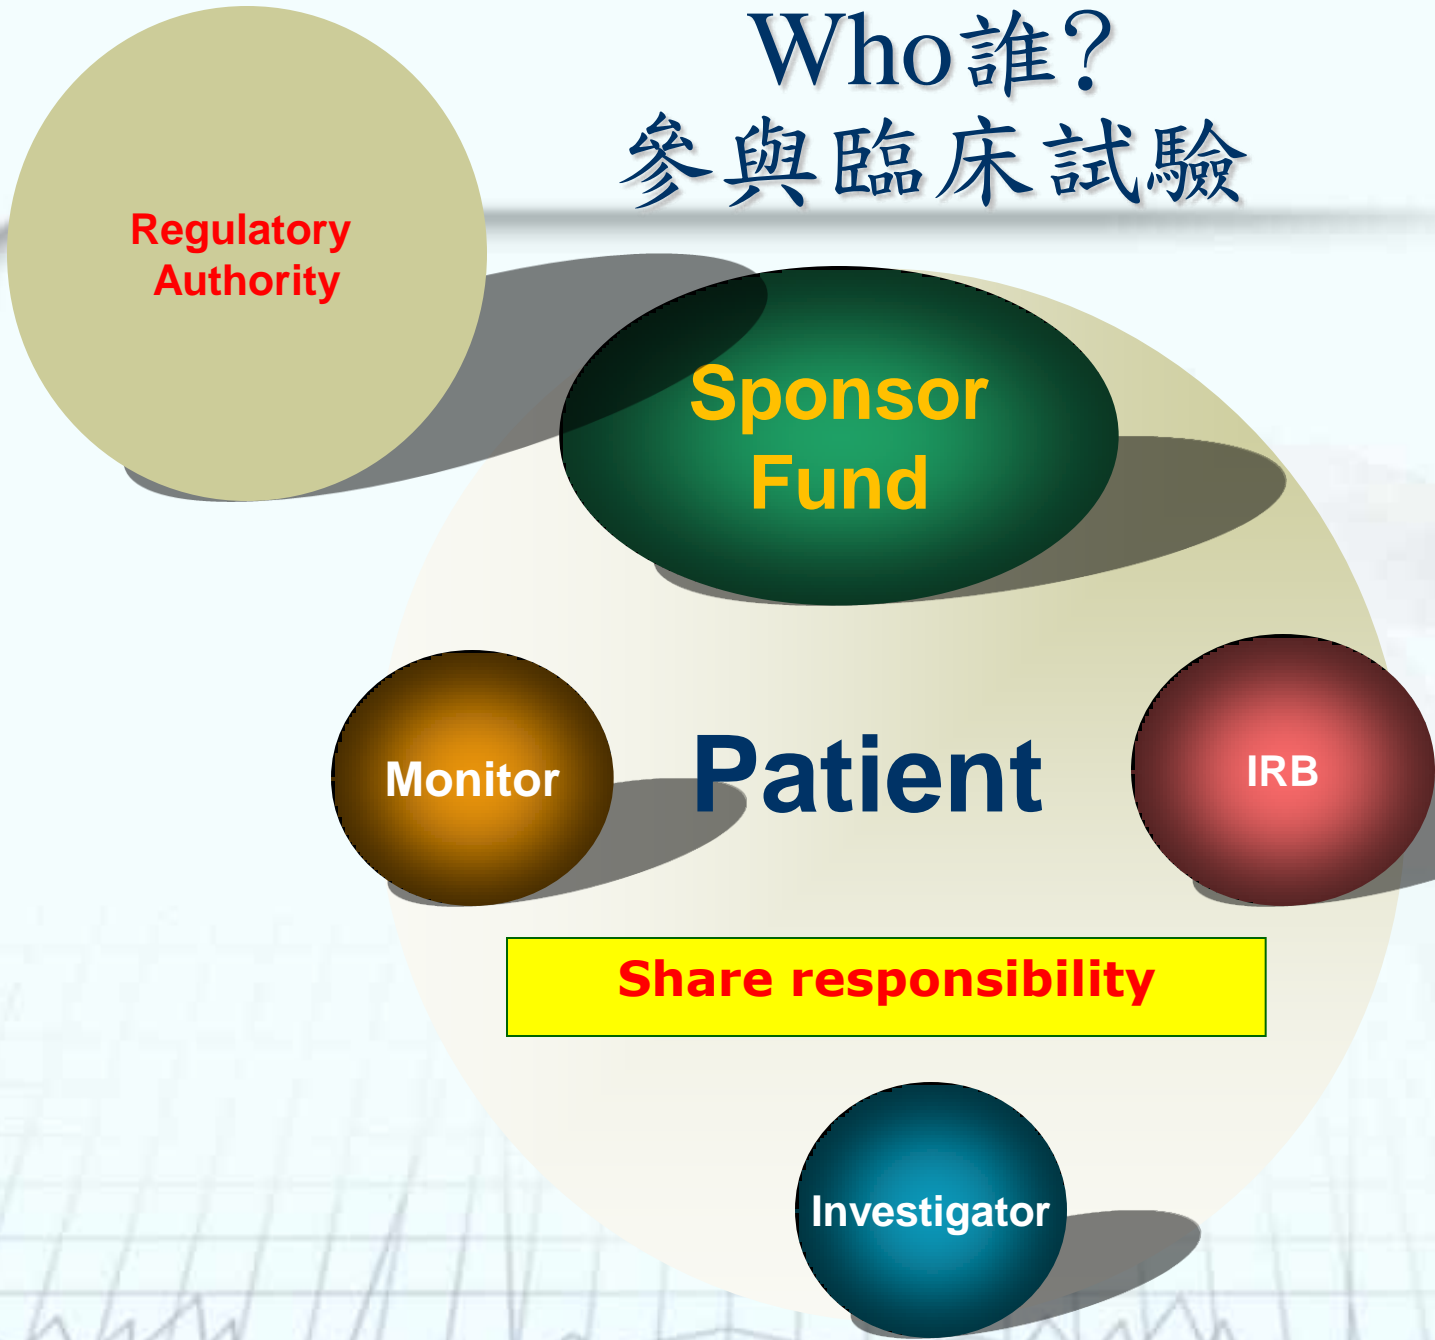 Who誰?
參與臨床試驗
Regulatory
Authority
Sponsor
Fund
Monitor
Patient
IRB
Share responsibility
Investigator